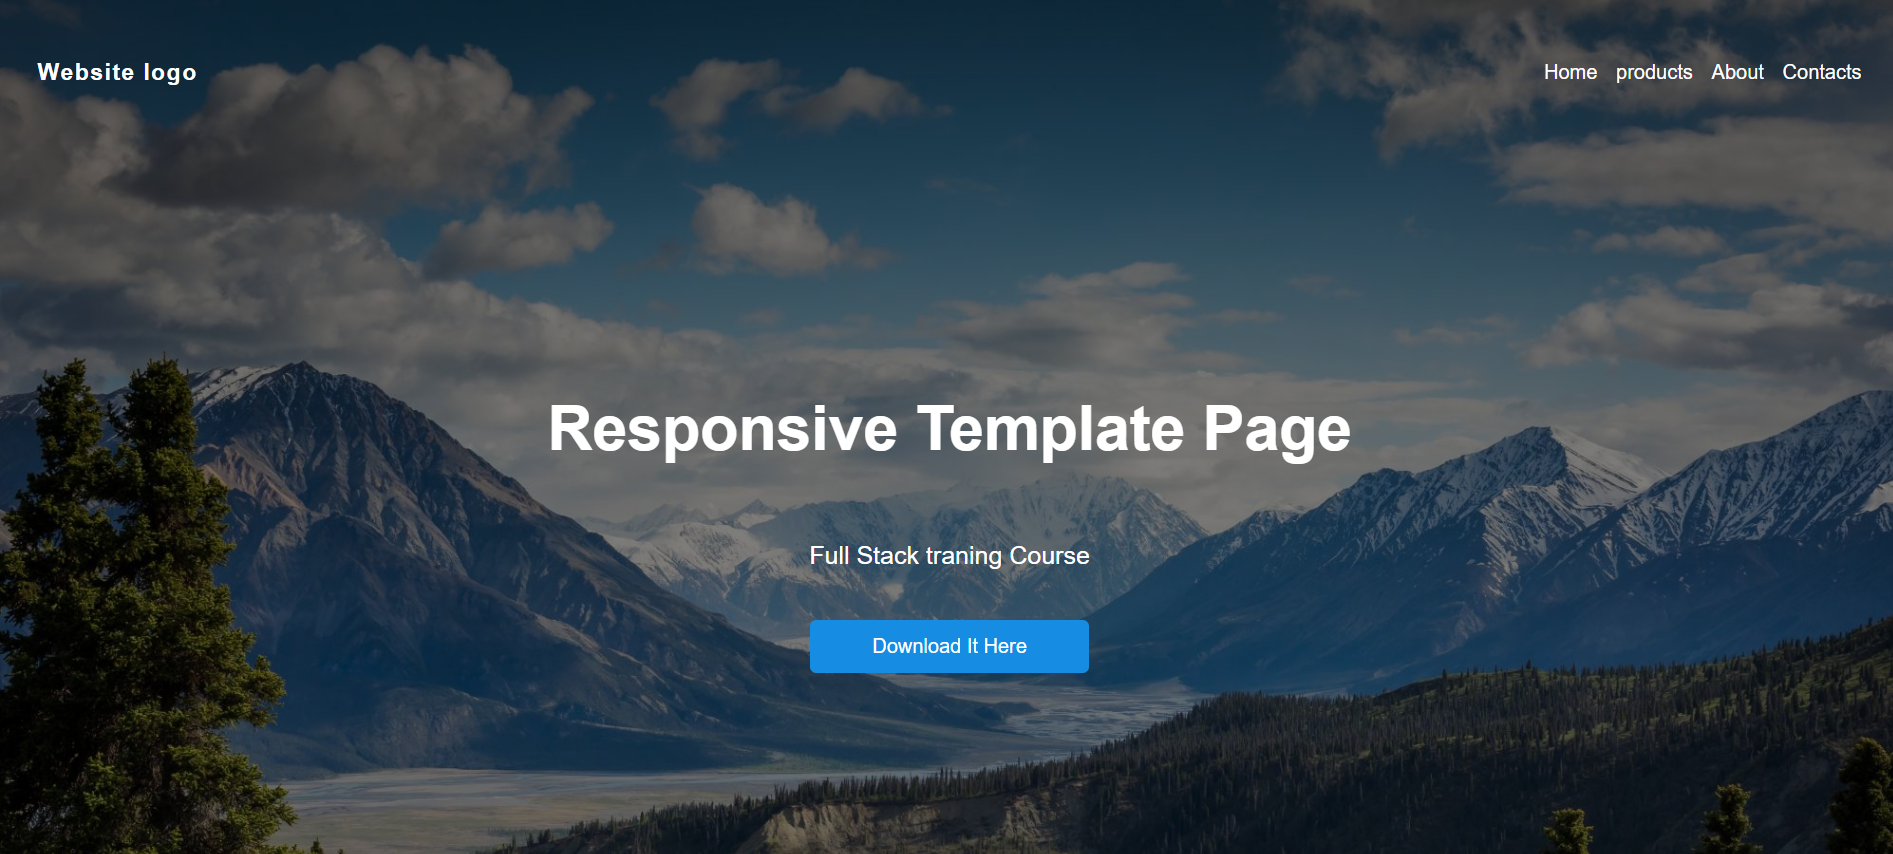 Website logo
Home products About Contacts
Responsive Template Page
Full Stack traning Course
Download It Here